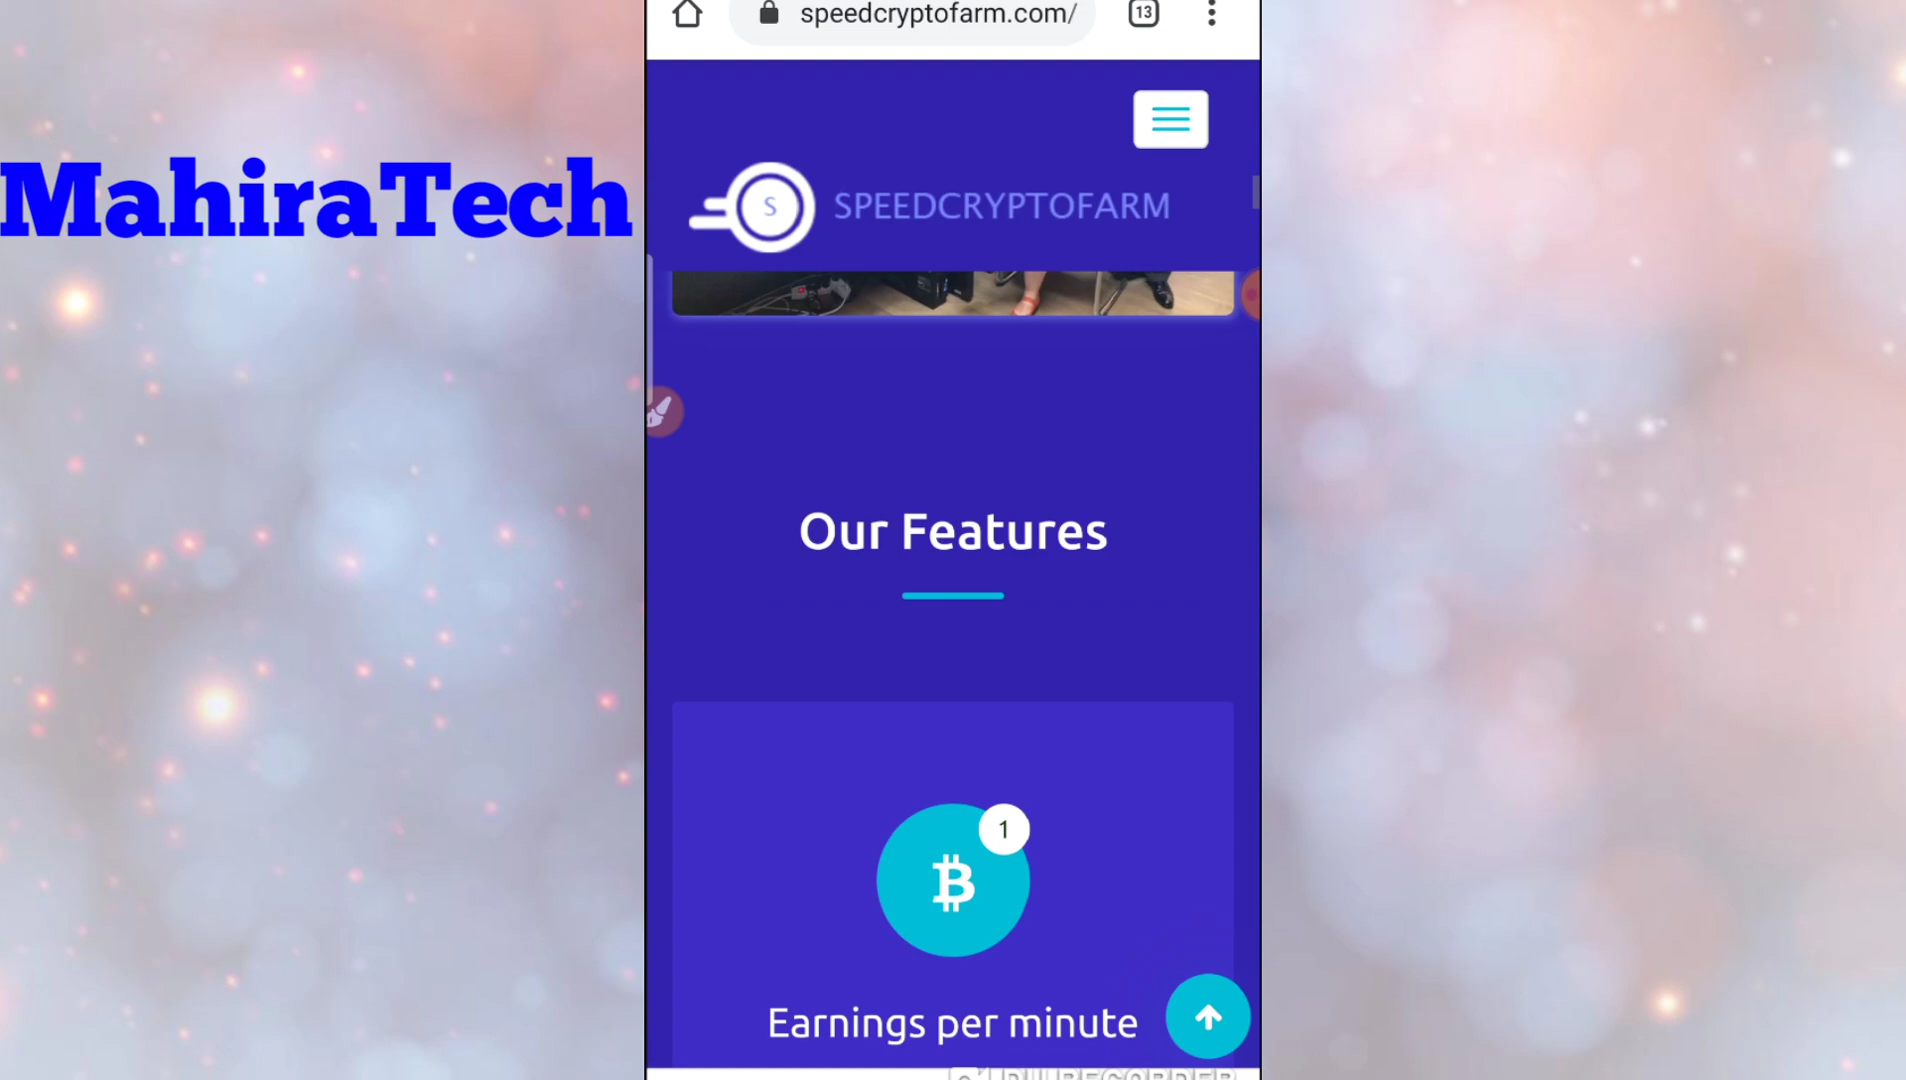 speedcryptofarm.com/
13
MahiraTech
S
SPEEDCRYPTOFARM
Our Features
1
Earnings per minute